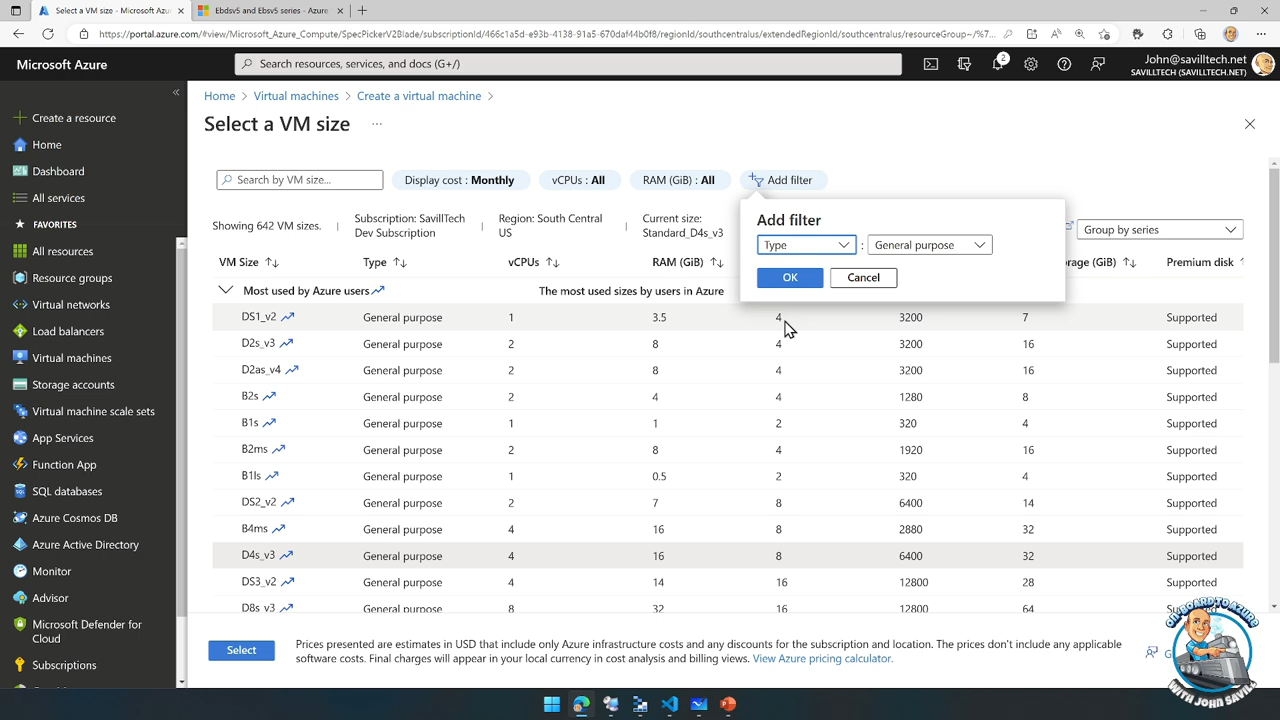 Select a VM size - Microsoft Azu
Ebdsv5 and Ebsv5 series - Azure
https://portal.azure.com/#view/Microsoft_Azure_Compute/SpecPickerV2Blade/subscriptionId/466c1a5d-e93b-4138-91a5-670daf44b0f8/regionId/southcentralus/extendedRegionId/southcentralus/resourceGroup~/%7...
Microsoft Azure
Search resources, services, and docs (G+/)
2
John@savilltech.net
SAVILLTECH (SAVILLTECH.NET)
Create a resource
Home
Dashboard
All services
FAVORITES
All resources
Resource groups
Virtual networks
Load balancers
Virtual machines
Storage accounts
Virtual machine scale sets
App Services
Function App
SQL databases
Azure Cosmos DB
Azure Active Directory
Monitor
Advisor
Microsoft Defender for
Cloud
Subscriptions
Home > Virtual machines > Create a virtual machine >
Select a VM size ...
Search by VM size...
Display cost : Monthly
vCPUs : All
RAM (GiB) : All
Add filter
Showing 642 VM sizes.
Subscription: SavillTech
Dev Subscription
Region: South Central
US
Current size:
Standard_D4s_v3
Group by series
Add filter
Type : General purpose
OK Cancel
VM Size Type vCPUs RAM (GiB) rage (GiB) Premium disk
Most used by Azure users The most used sizes by users in Azure
DS1_v2 General purpose 1 3.5 4 3200 7 Supported
D2s_v3 General purpose 2 8 4 3200 16 Supported
D2as_v4 General purpose 2 8 4 3200 16 Supported
B2s General purpose 2 4 4 1280 8 Supported
B1s General purpose 1 1 2 320 4 Supported
B2ms General purpose 2 8 4 1920 16 Supported
B1ls General purpose 1 0.5 2 320 4 Supported
DS2_v2 General purpose 2 7 8 6400 14 Supported
B4ms General purpose 4 16 8 2880 32 Supported
D4s_v3 General purpose 4 16 8 6400 32 Supported
DS3_v2 General purpose 4 14 16 12800 28 Supported
D8s_v3 General purpose 8 32 16 12800 64 Supported
Select
Prices presented are estimates in USD that include only Azure infrastructure costs and any discounts for the subscription and location. The prices don't include any applicable
software costs. Final charges will appear in your local currency in cost analysis and billing views. View Azure pricing calculator.
ONBOARD TO AZURE
WITH JOHN SAVILL